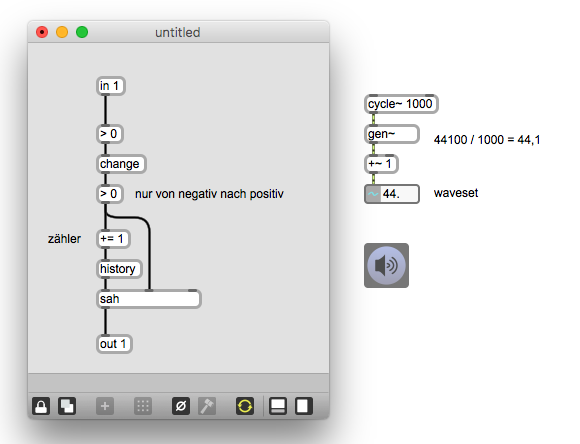 untitled
in 1
> 0
change
> 0 nur von negativ nach positiv
zähler += 1
history
sah
out 1
cycle~ 1000
gen~
44100 / 1000 = 44,1
+~ 1
~ 44. waveset